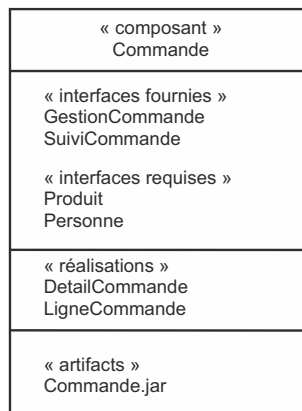 « composant »
Commande
« interfaces fournies »
GestionCommande
SuiviCommande
« interfaces requises »
Produit
Personne
« réalisations »
DetailCommande
LigneCommande
« artifacts »
Commande.jar